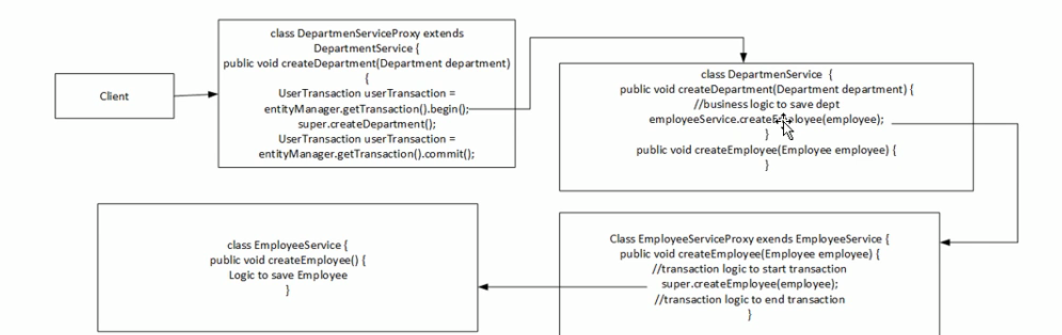 Client
class DepartmenServiceProxy extends
DepartmentService {
public void createDepartment(Department department)
{
UserTransaction userTransaction =
entityManager.getTransaction().begin();
super.createDepartment();
UserTransaction userTransaction =
entityManager.getTransaction().commit();
class DepartmenService {
public void createDepartment(Department department) {
//business logic to save dept
employeeService.createEmployee(employee);
}
public void createEmployee(Employee employee) {
}
class EmployeeService {
public void createEmployee() {
Logic to save Employee
}
Class EmployeeServiceProxy exends EmployeeService {
public void createEmployee(Employee employee) {
//transaction logic to start transaction
super.createEmployee(employee);
//transaction logic to end transaction
}